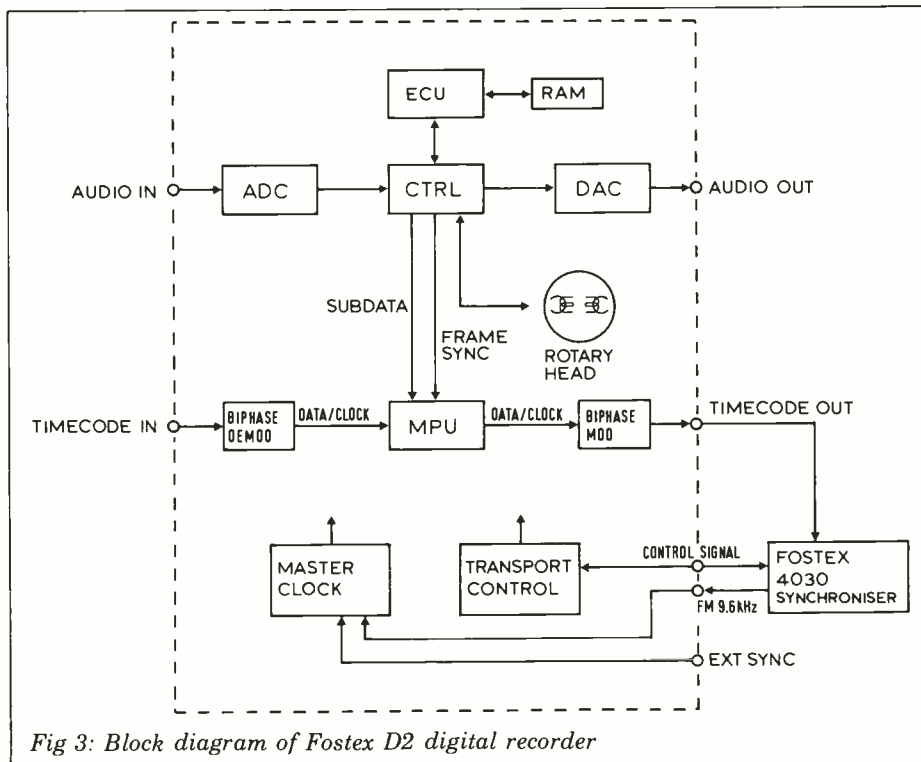 ECU
RAM
AUDIO IN
ADC
CTRL
DAC
AUDIO OUT
SUBDATA
FRAME
SYNC
ROTARY
HEAD
TIMECODE IN
BIPHASE
DEMOD
DATA/CLOCK
MPU
DATA/CLOCK
BIPHASE
MOD
TIMECODE OUT
MASTER
CLOCK
TRANSPORT
CONTROL
CONTROL SIGNAL
FM 9.6kHz
FOSTEX
4030
SYNCHRONISER
EXT SYNC
Fig 3: Block diagram of Fostex D2 digital recorder